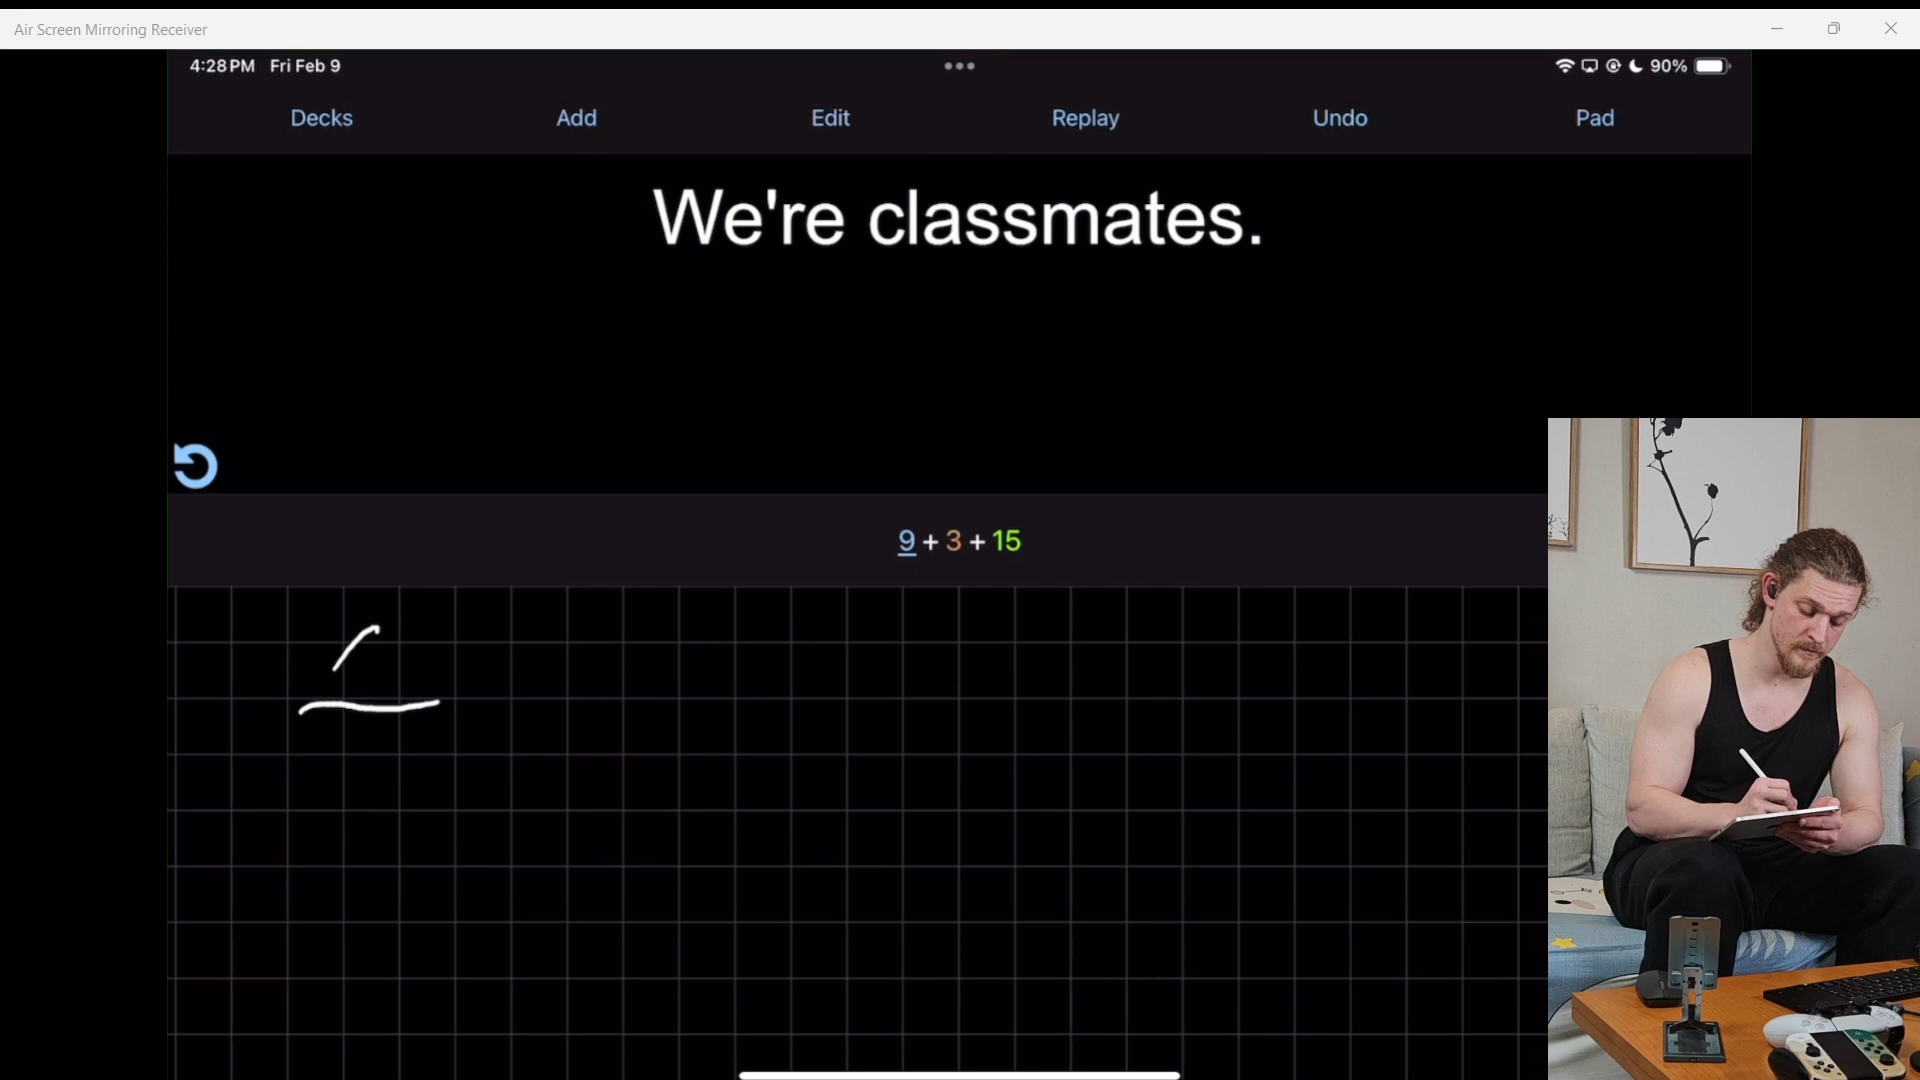 Air Screen Mirroring Receiver
4:28 PM Fri Feb 9
90%
Decks Add Edit Replay Undo Pad
We're classmates.
9 + 3 + 15